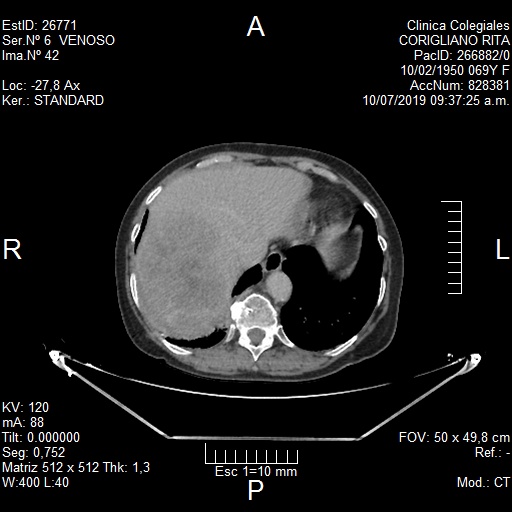 EstID: 26771
Ser.Nº 6 VENOSO
Ima.Nº 42
Loc: -27,8 Ax
Ker.: STANDARD
A
Clinica Colegiales
CORIGLIANO RITA
PacID: 266882/0
10/02/1950 069Y F
AccNum: 828381
10/07/2019 09:37:25 a.m.
R
L
KV: 120
mA: 88
Tilt: 0.000000
Seg: 0,752
Matriz 512 x 512 Thk: 1,3
W:400 L:40
Esc 1=10 mm
P
FOV: 50 x 49,8 cm
Ref.: -
Mod.: CT